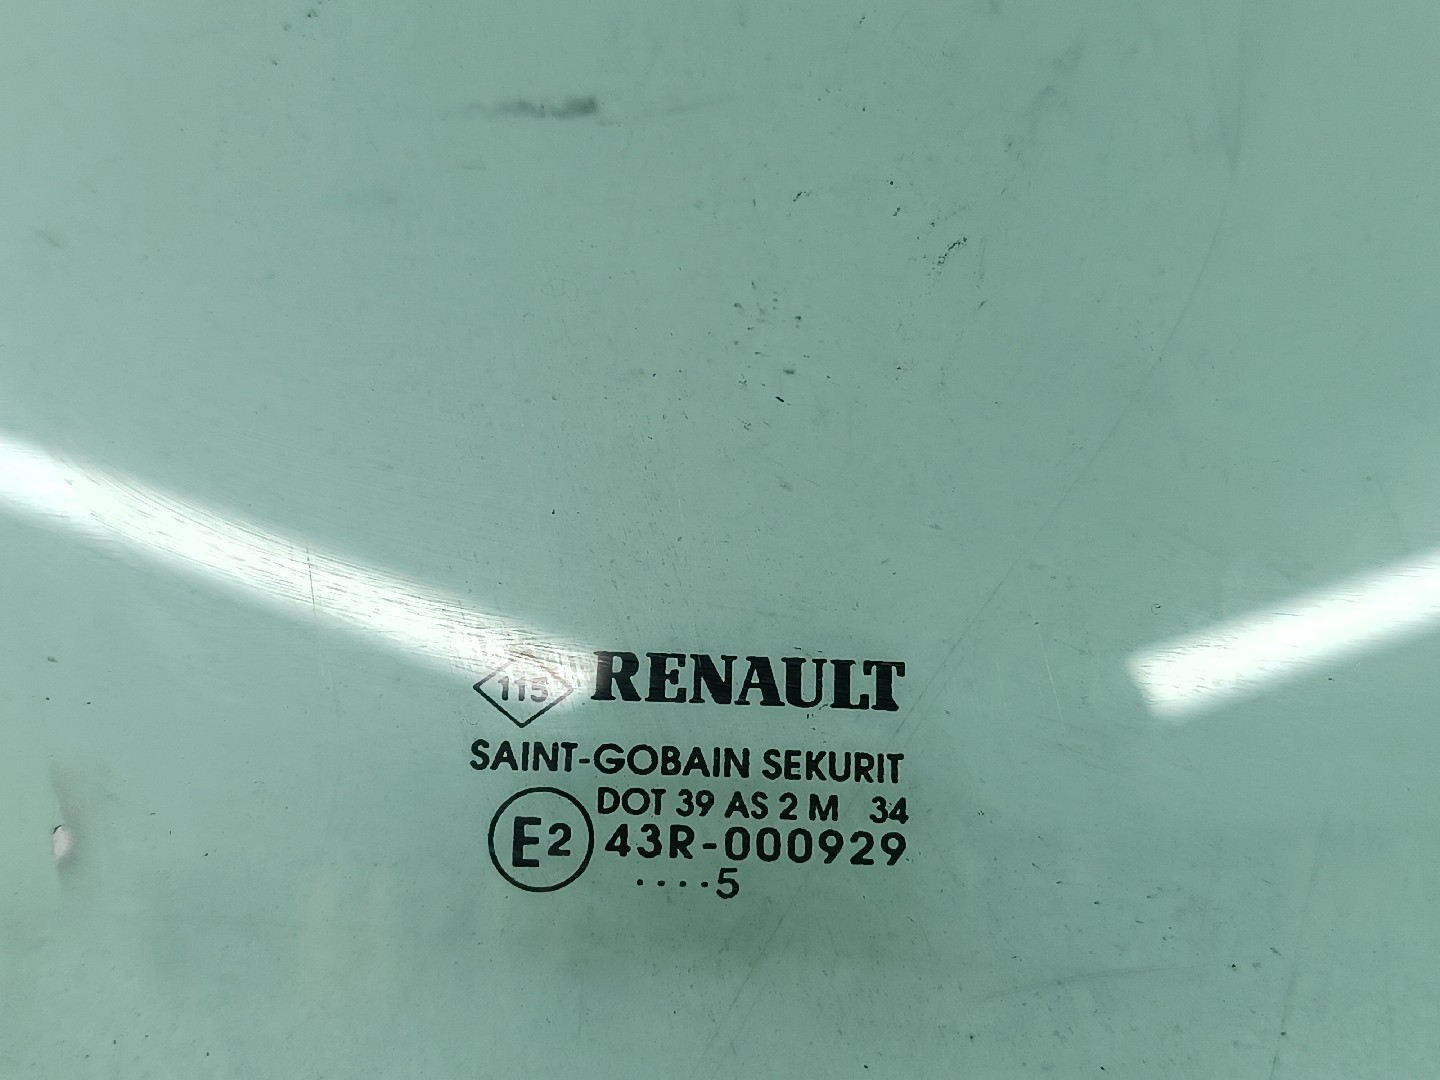 115 RENAULT
SAINT-GOBAIN SEKURIT
DOT 39 AS 2 M 34
E2 43R-000929
....5